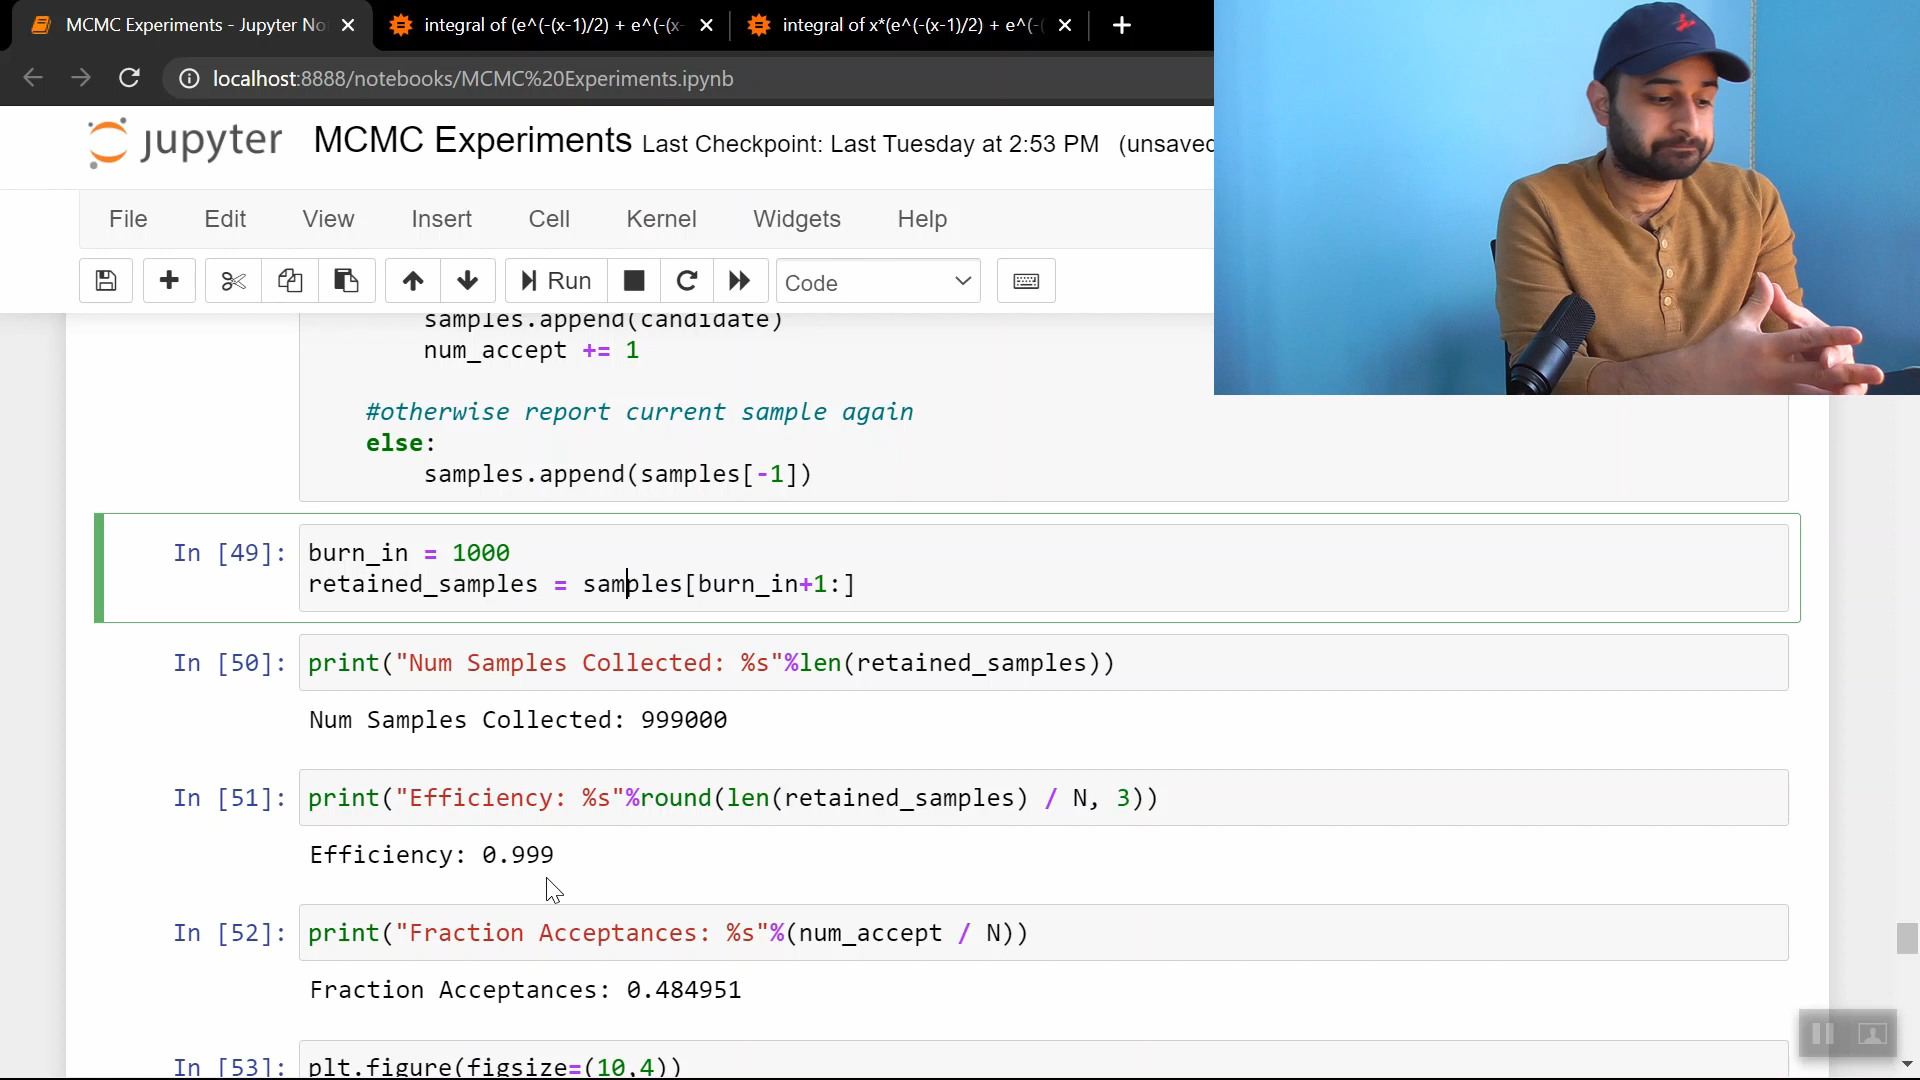 MCMC Experiments - Jupyter No
integral of (e^(-(x-1)/2) + e^(-(x-
integral of x*(e^(-(x-1)/2) + e^(-(
localhost:8888/notebooks/MCMC%20Experiments.ipynb
jupyter MCMC Experiments Last Checkpoint: Last Tuesday at 2:53 PM (unsaved
File Edit View Insert Cell Kernel Widgets Help
Run Code
samples.append(candidate)
num_accept += 1
#otherwise report current sample again
else:
samples.append(samples[-1])
In [49]: burn_in = 1000
retained_samples = samples[burn_in+1:]
In [50]: print("Num Samples Collected: %s"%len(retained_samples))
Num Samples Collected: 999000
In [51]: print("Efficiency: %s"%round(len(retained_samples) / N, 3))
Efficiency: 0.999
In [52]: print("Fraction Acceptances: %s"%(num_accept / N))
Fraction Acceptances: 0.484951
In [53]: plt.figure(figsize=(10,4))